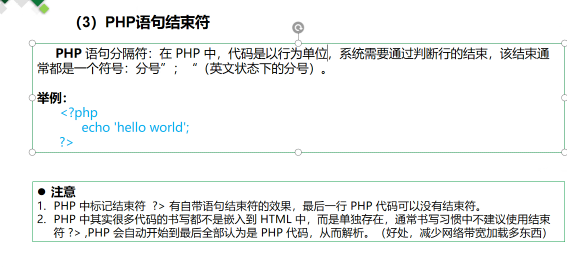 （3）PHP语句结束符
PHP 语句分隔符：在 PHP 中，代码是以行为单位，系统需要通过判断行的结束，该结束通
常都是一个符号：分号”； “（英文状态下的分号）。
举例：
<?php
echo 'hello world';
?>
● 注意
1. PHP 中标记结束符 ?> 有自带语句结束符的效果，最后一行 PHP 代码可以没有结束符。
2. PHP 中其实很多代码的书写都不是嵌入到 HTML 中，而是单独存在，通常书写习惯中不建议使用结束
符 ?> ,PHP 会自动开始到最后全部认为是 PHP 代码，从而解析。（好处，减少网络带宽加载多东西）